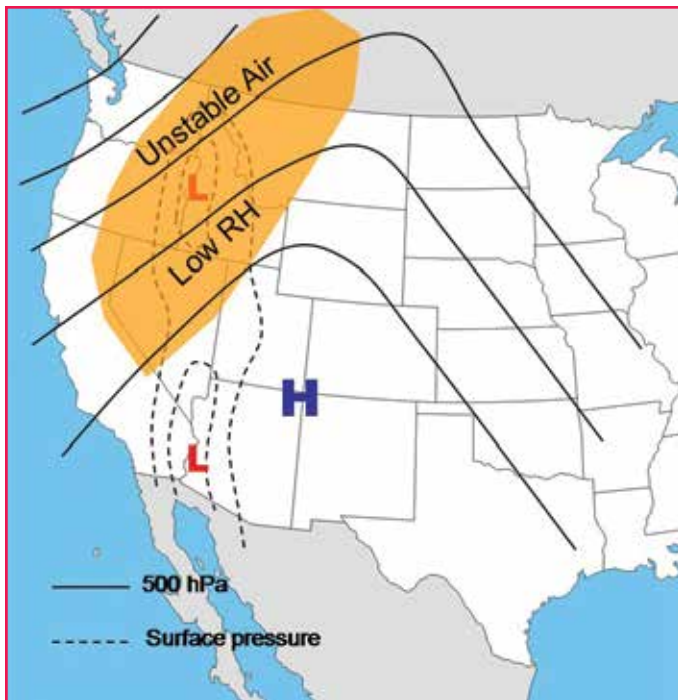 Unstable Air
L
Low RH
H
L
500 hPa
Surface pressure